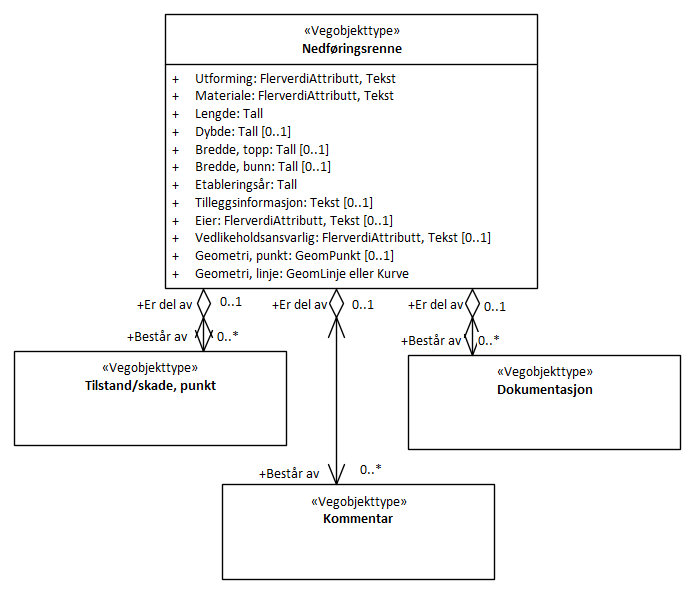 «Vegobjekttype»
Nedføringsrenne
+ Utforming: FlerverdiAttributt, Tekst
+ Materiale: FlerverdiAttributt, Tekst
+ Lengde: Tall
+ Dybde: Tall [0..1]
+ Bredde, topp: Tall [0..1]
+ Bredde, bunn: Tall [0..1]
+ Etableringsår: Tall
+ Tilleggsinformasjon: Tekst [0..1]
+ Eier: FlerverdiAttributt, Tekst [0..1]
+ Vedlikeholdsansvarlig: FlerverdiAttributt, Tekst [0..1]
+ Geometri, punkt: GeomPunkt [0..1]
+ Geometri, linje: GeomLinje eller Kurve
+Er del av 0..1
+Består av 0..*
«Vegobjekttype»
Tilstand/skade, punkt
+Er del av 0..1
+Består av 0..*
«Vegobjekttype»
Kommentar
+Er del av 0..1
+Består av 0..*
«Vegobjekttype»
Dokumentasjon